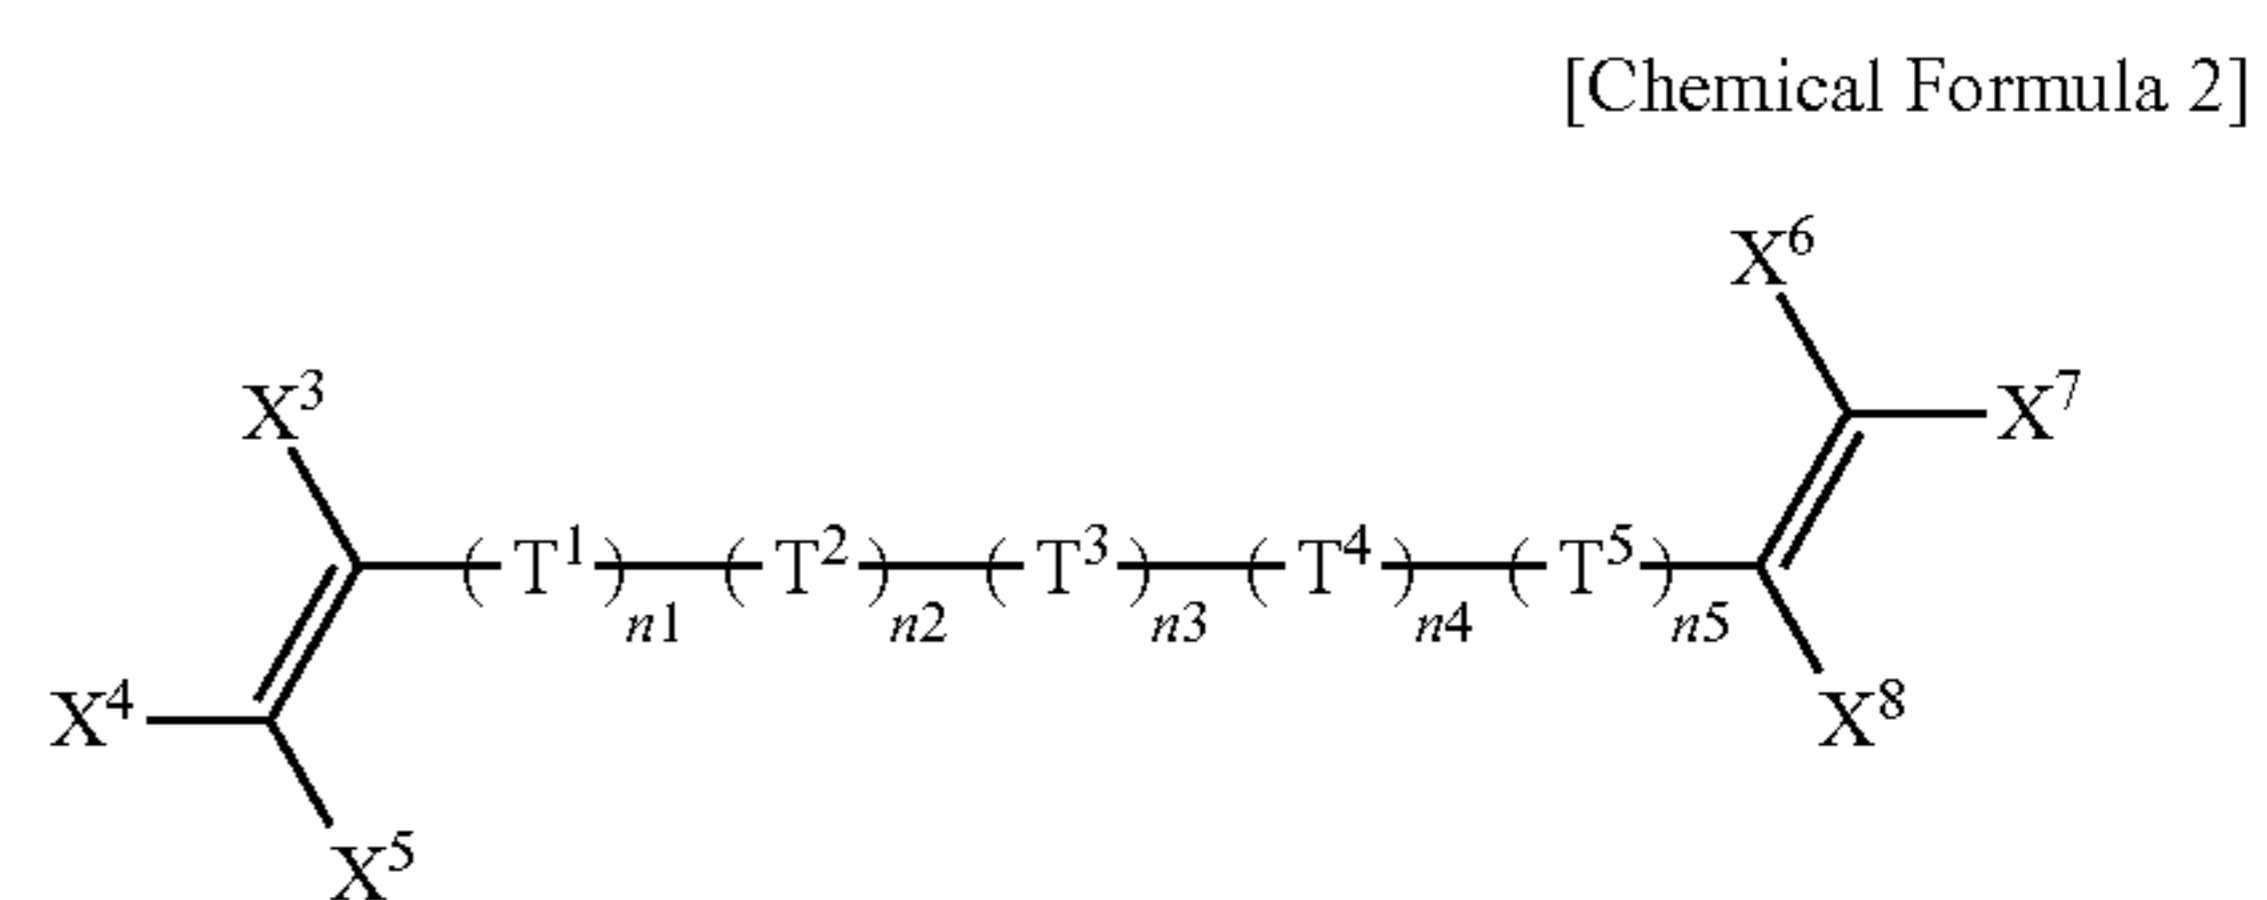 [Chemical Formula 2]
X⁶
X³ X⁷
( T¹ )n1 ( T² )n2 ( T³ )n3 ( T⁴ )n4 ( T⁵ )n5
X⁴ X⁸
X⁵